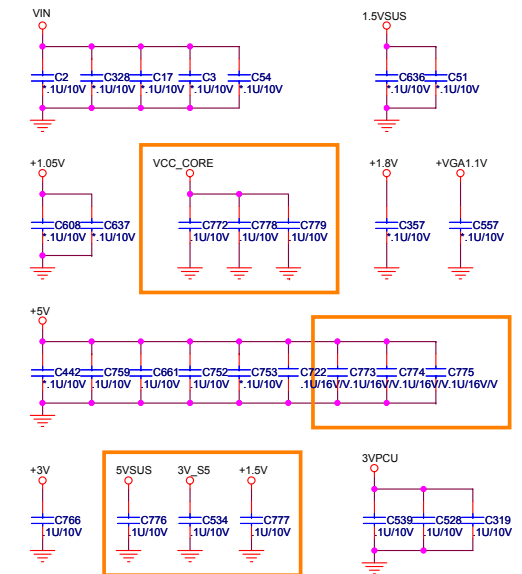 VIN
1.5VSUS
C2 C328 C17 C3 C54 C636 C51
*.1U/10V *.1U/10V *.1U/10V *.1U/10V *.1U/10V *.1U/10V *.1U/10V
+1.05V VCC_CORE +1.8V +VGA1.1V
C608 C637 C772 C778 C779 C357 C557
*.1U/10V *.1U/10V .1U/10V .1U/10V .1U/10V *.1U/10V *.1U/10V
+5V
C442 C759 C661 C752 C753 C722 C773 C774 C775
*.1U/10V .1U/10V .1U/10V .1U/10V *.1U/10V .1U/16V/V .1U/16V/V .1U/16V/V .1U/16V/V
+3V 5VSUS 3V_S5 +1.5V 3VPCU
C766 C776 C534 C777 C539 C528 C319
.1U/10V .1U/10V .1U/10V .1U/10V .1U/10V .1U/10V .1U/10V